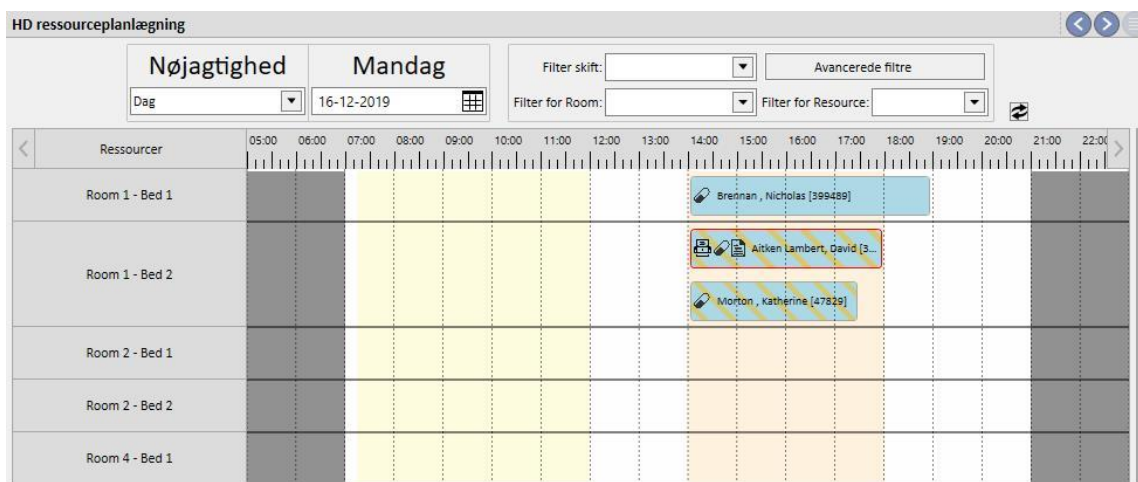 HD ressourceplanlægning
Nøjagtighed Mandag
Filter skift: Avancerede filtre
Dag 16-12-2019 Filter for Room: Filter for Resource:
Ressourcer 05:00 06:00 07:00 08:00 09:00 10:00 11:00 12:00 13:00 14:00 15:00 16:00 17:00 18:00 19:00 20:00 21:00 22:00
Room 1 - Bed 1 Brennan , Nicholas [399489]
Aitken Lambert, David [3...
Room 1 - Bed 2
Morton , Katherine [47829]
Room 2 - Bed 1
Room 2 - Bed 2
Room 4 - Bed 1